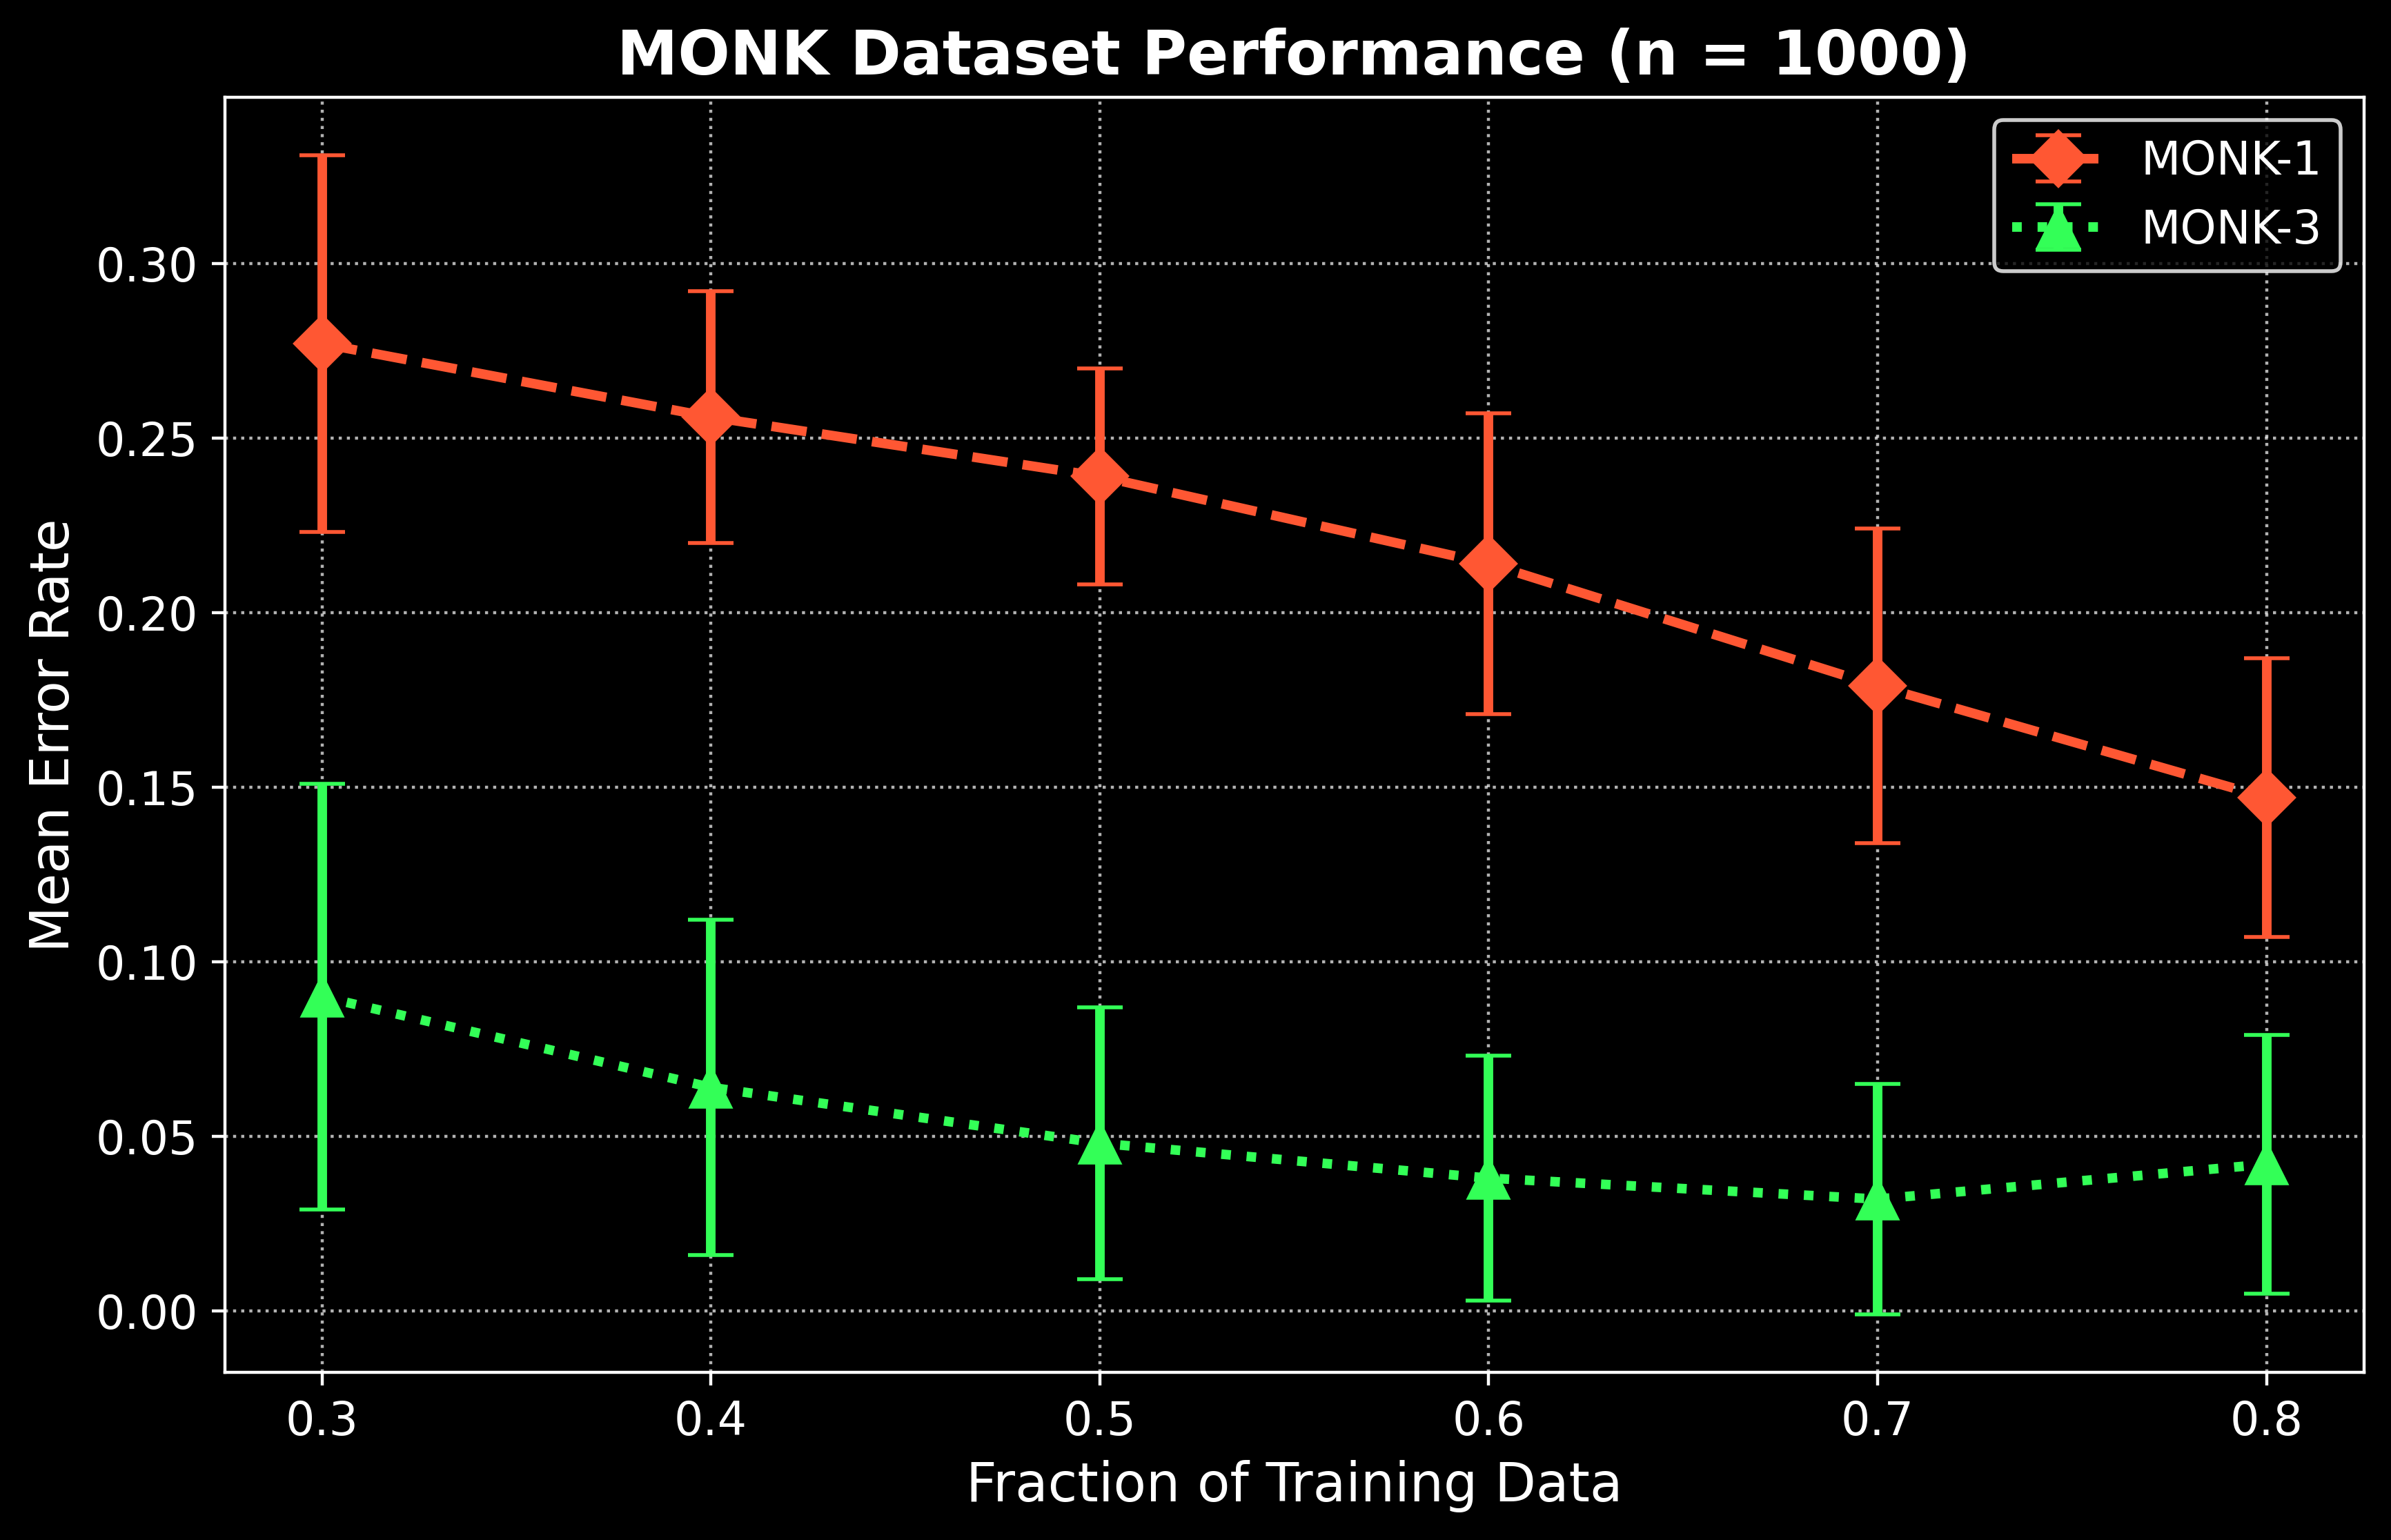 MONK Dataset Performance (n = 1000)
MONK-1
MONK-3
Mean Error Rate
0.30
0.25
0.20
0.15
0.10
0.05
0.00
0.3 0.4 0.5 0.6 0.7 0.8
Fraction of Training Data